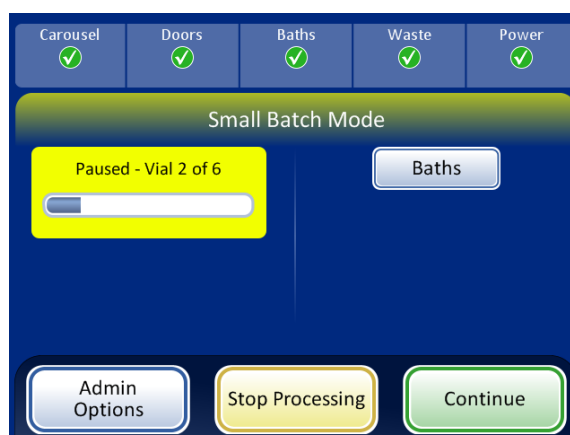 Carousel Doors Baths Waste Power
Small Batch Mode
Paused - Vial 2 of 6
Baths
Admin
Options
Stop Processing
Continue